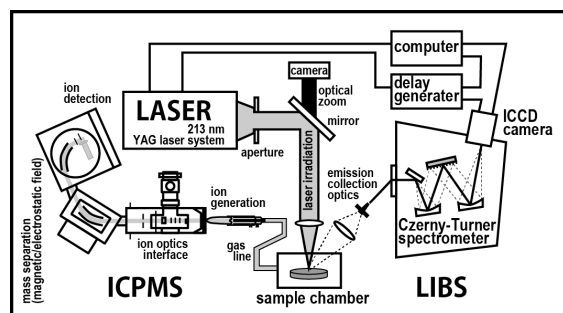 computer
camera
ion
detection
LASER
213 nm
YAG laser system
optical
zoom
delay
generater
mirror
ICCD
camera
aperture
laser irradiation
emission
collection
optics
ion
generation
mass separation
(magnetic/electrostatic field)
ion optics
interface
gas
line
Czerny-Turner
spectrometer
sample chamber
ICPMS
LIBS